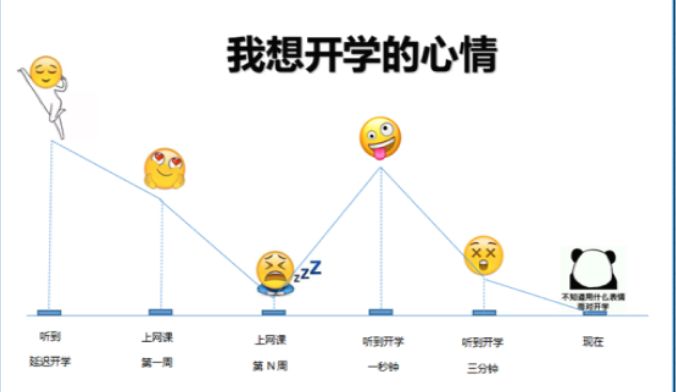 我想开学的心情
zzZ
不知道用什么表情
面对开学
听到
延迟开学
上网课
第一周
上网课
第 N 周
听到开学
一秒钟
听到开学
三分钟
现在